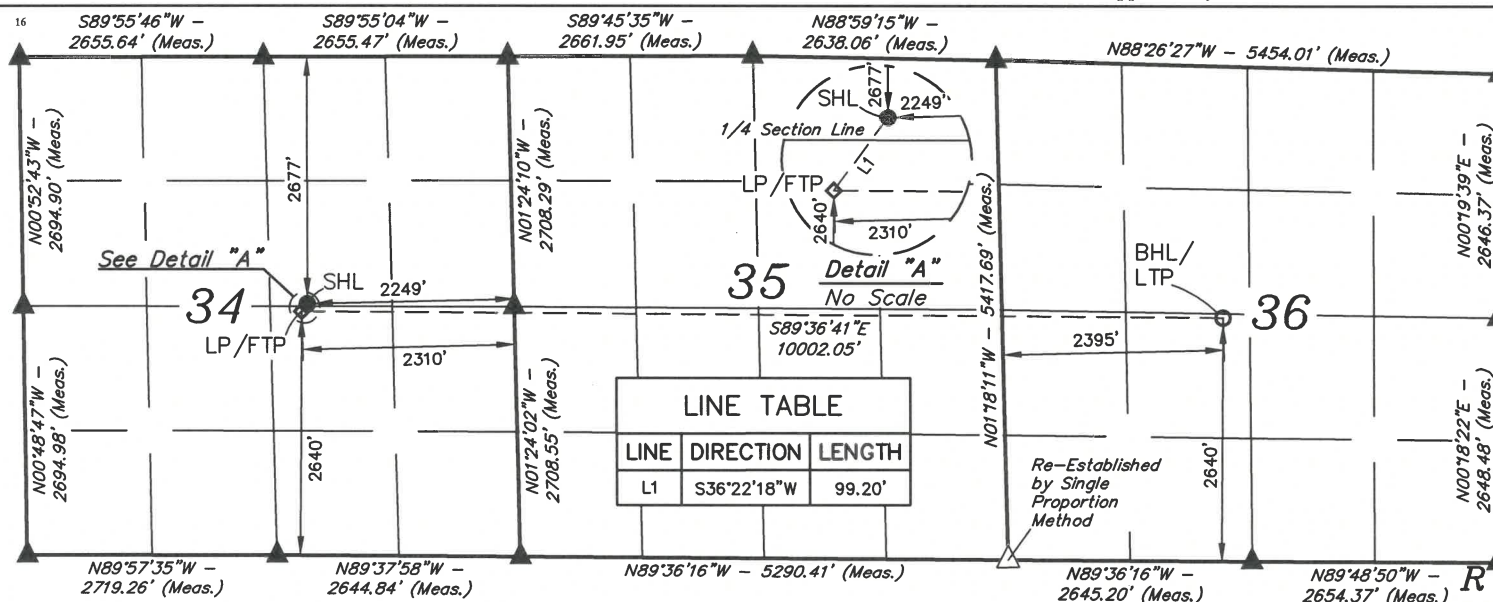 16
S89°55'46"W –
2655.64' (Meas.)
S89°55'04"W –
2655.47' (Meas.)
S89°45'35"W –
2661.95' (Meas.)
N88°59'15"W –
2638.06' (Meas.)
N88°26'27"W – 5454.01' (Meas.)
N00°52'43"W –
2694.90' (Meas.)
2677'
N01°24'10"W –
2708.29' (Meas.)
2677'
SHL
2249'
1/4 Section Line
L1
LP/FTP
2640'
2310'
Detail "A"
No Scale
N00°19'39"E –
2646.37' (Meas.)
See Detail "A"
SHL
34
2249'
LP/FTP
2310'
35
S89°36'41"E
10002.05'
N01°18'11"W – 5417.69' (Meas.)
BHL/
LTP
36
2395'
N00°48'47"W –
2694.98' (Meas.)
2640'
N01°24'02"W –
2708.55' (Meas.)
LINE TABLE
LINE DIRECTION LENGTH
L1 S36°22'18"W 99.20'
Re-Established
by Single
Proportion
Method
2640'
N00°18'22"E –
2648.48' (Meas.)
N89°57'35"W –
2719.26' (Meas.)
N89°37'58"W –
2644.84' (Meas.)
N89°36'16"W – 5290.41' (Meas.)
N89°36'16"W –
2645.20' (Meas.)
N89°48'50"W –
2654.37' (Meas.)
R